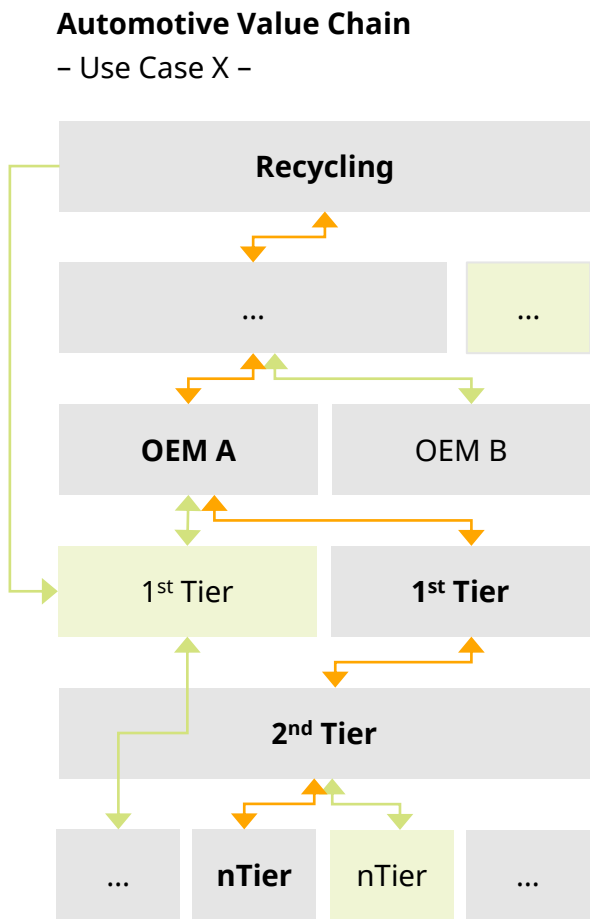 Automotive Value Chain
– Use Case X –
Recycling
... ...
OEM A OEM B
1st Tier 1st Tier
2nd Tier
... nTier nTier ...